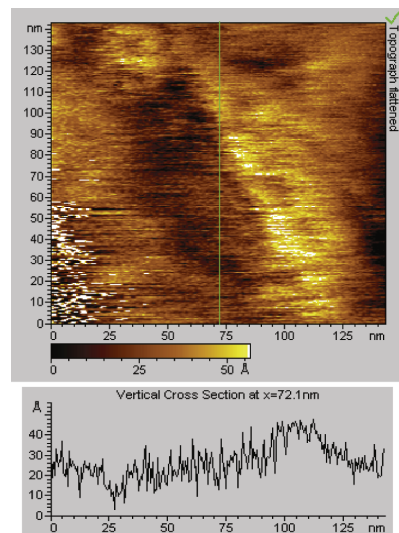 nm
130
120
110
100
90
80
70
60
50
40
30
20
10
0
0 25 50 75 100 125
nm nm
Topograph flattened
0 25 50 Å
Vertical Cross Section at x=72.1nm
Å
40
30
20
10
0
0 25 50 75 100 125 nm